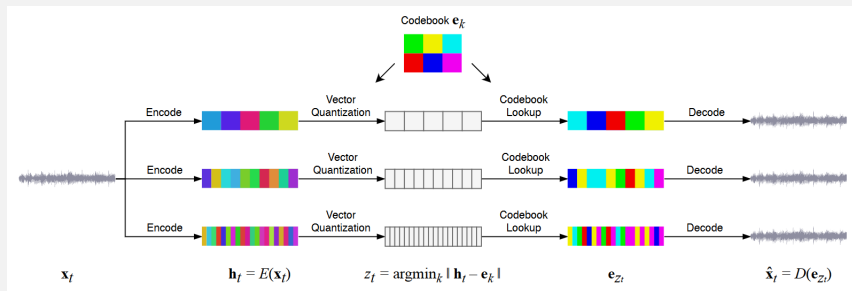 Codebook e_k
Encode
Vector
Quantization
Codebook
Lookup
Decode
Encode
Vector
Quantization
Codebook
Lookup
Decode
Encode
Vector
Quantization
Codebook
Lookup
Decode
x_t
h_t = E(x_t)
z_t = argmin_k ‖ h_t – e_k ‖
e_{z_t}
x̂_t = D(e_{z_t})